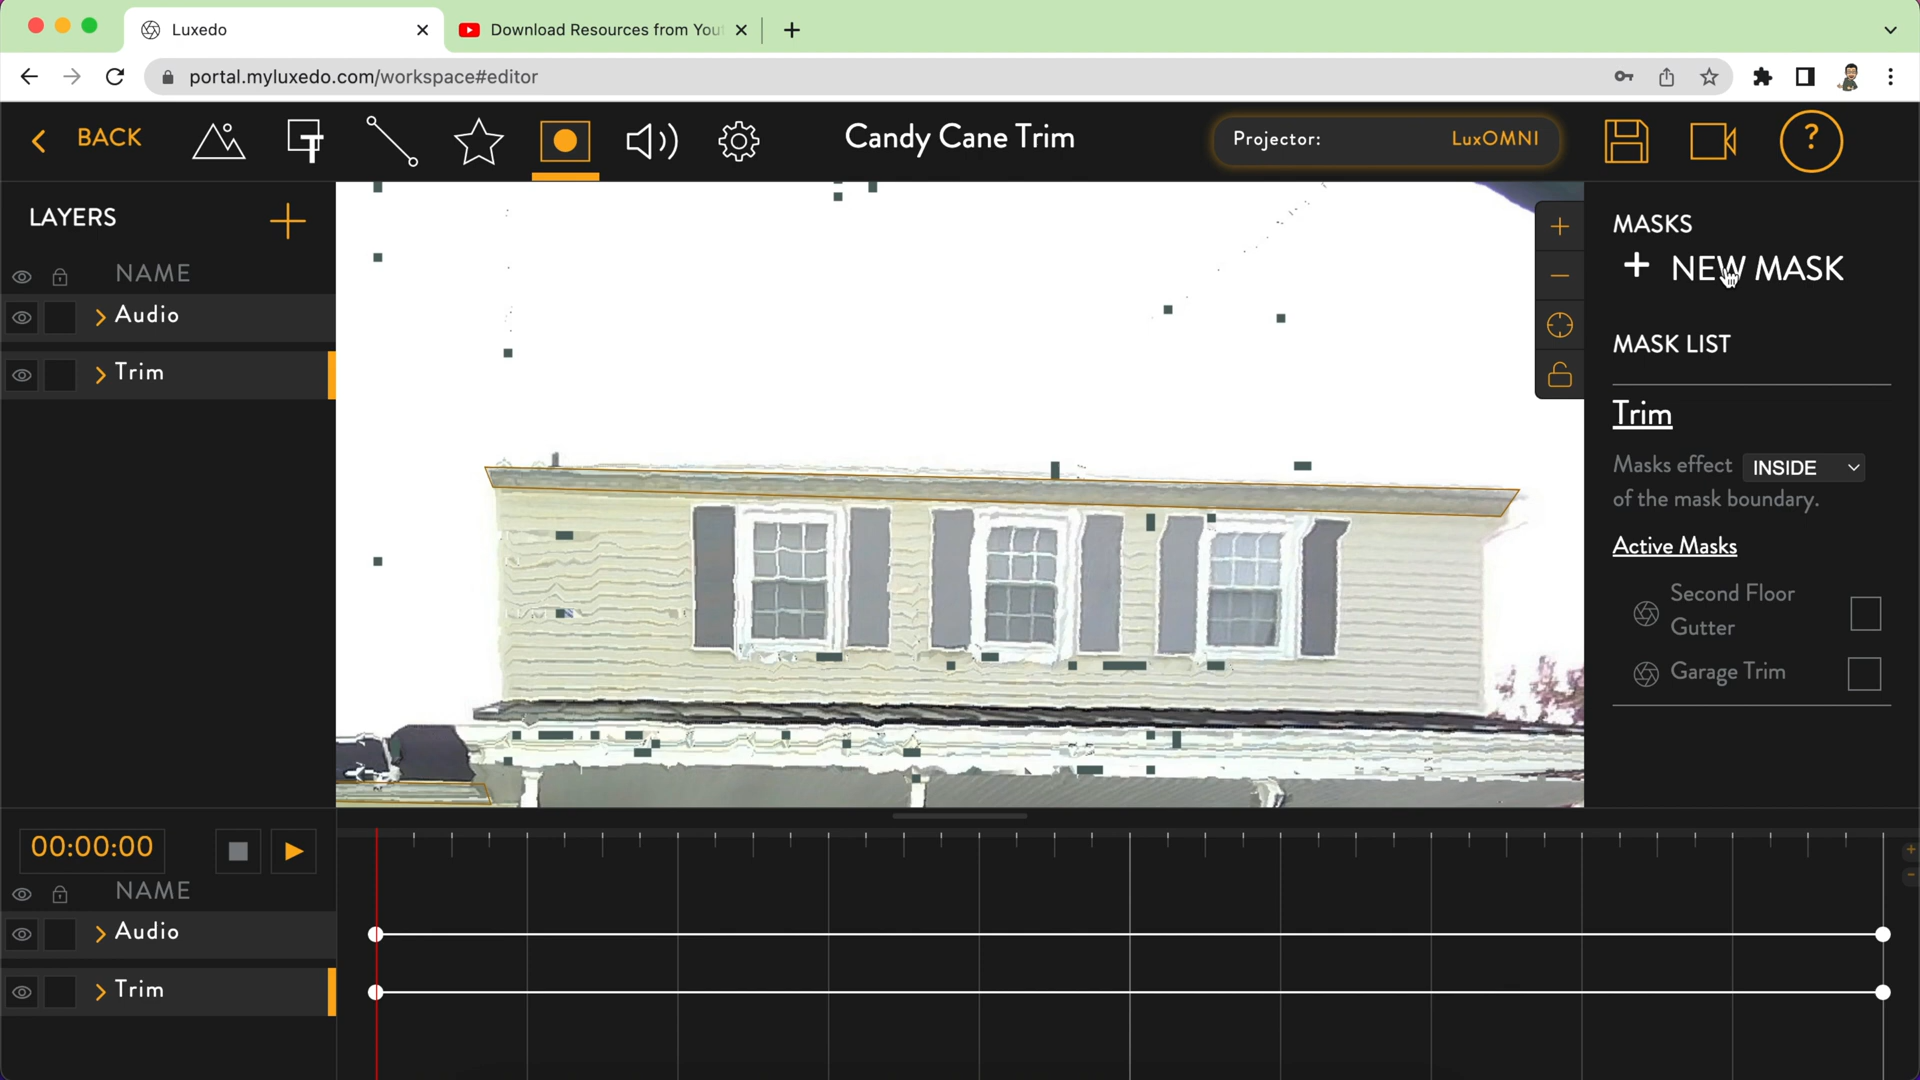 Luxedo
Download Resources from You
portal.myluxedo.com/workspace#editor
BACK
T
Candy Cane Trim
Projector: LuxOMNI
?
LAYERS
NAME
Audio
Trim
MASKS
+ NEW MASK
MASK LIST
Trim
Masks effect INSIDE
of the mask boundary.
Active Masks
Second Floor
Gutter
Garage Trim
00:00:00
NAME
Audio
Trim